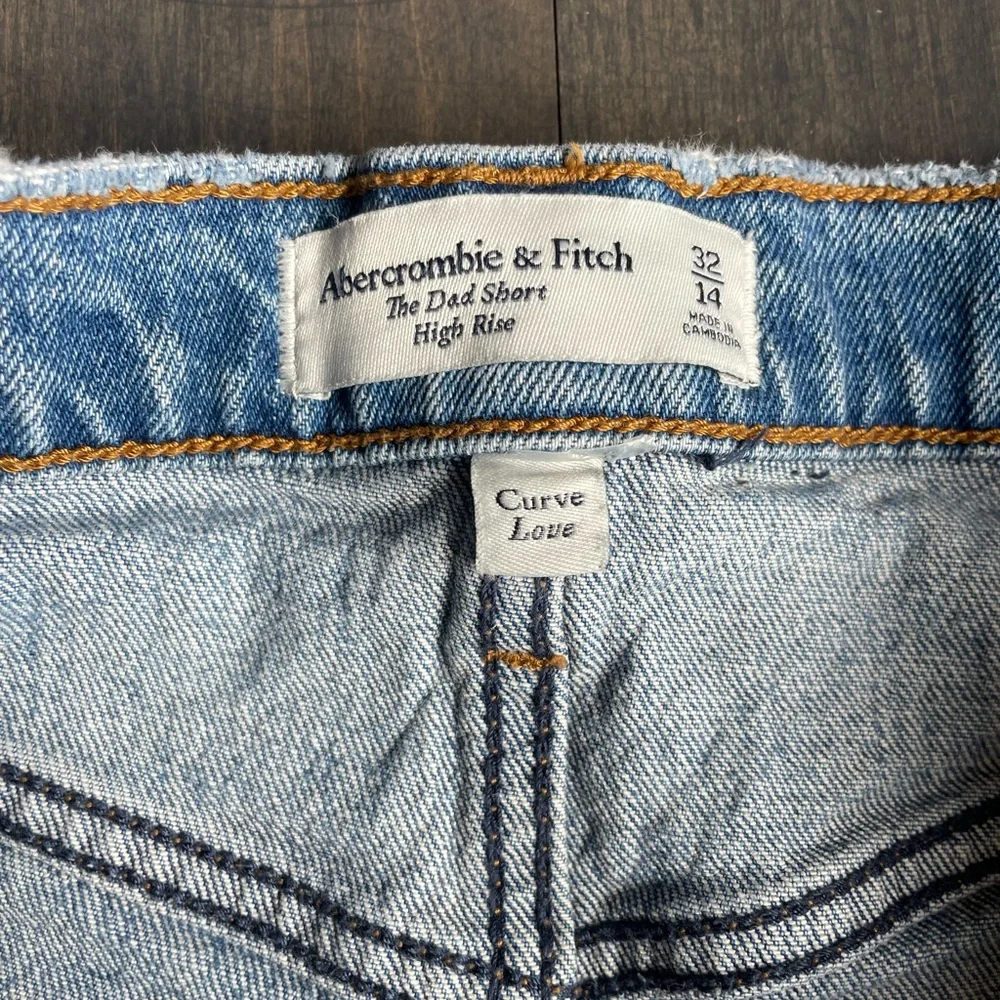 Abercrombie & Fitch
The Dad Short
High Rise
32
14
MADE IN
CAMBODIA
Curve
Love